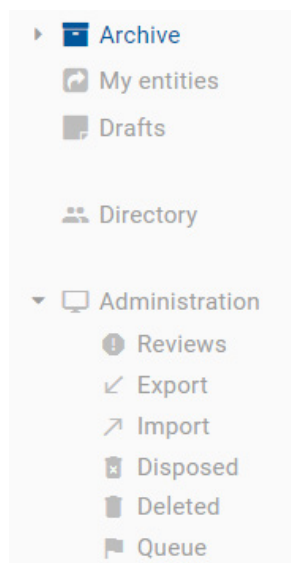 Archive
My entities
Drafts
Directory
Administration
Reviews
Export
Import
Disposed
Deleted
Queue